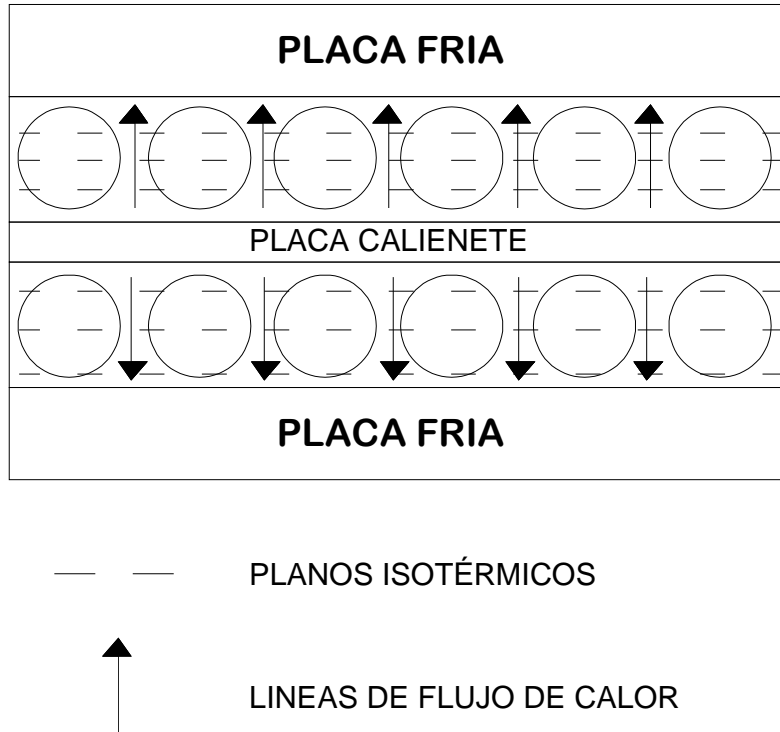 PLACA FRIA
PLACA CALIENETE
PLACA FRIA
PLANOS ISOTÉRMICOS
LINEAS DE FLUJO DE CALOR